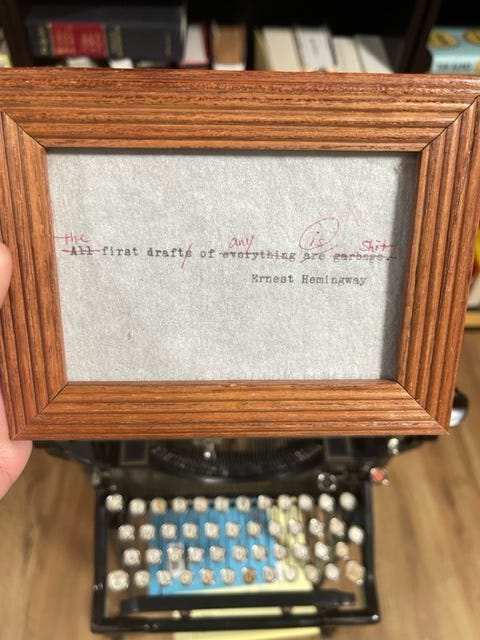 the any is shit
All first drafts of everything are garbage.
Ernest Hemingway